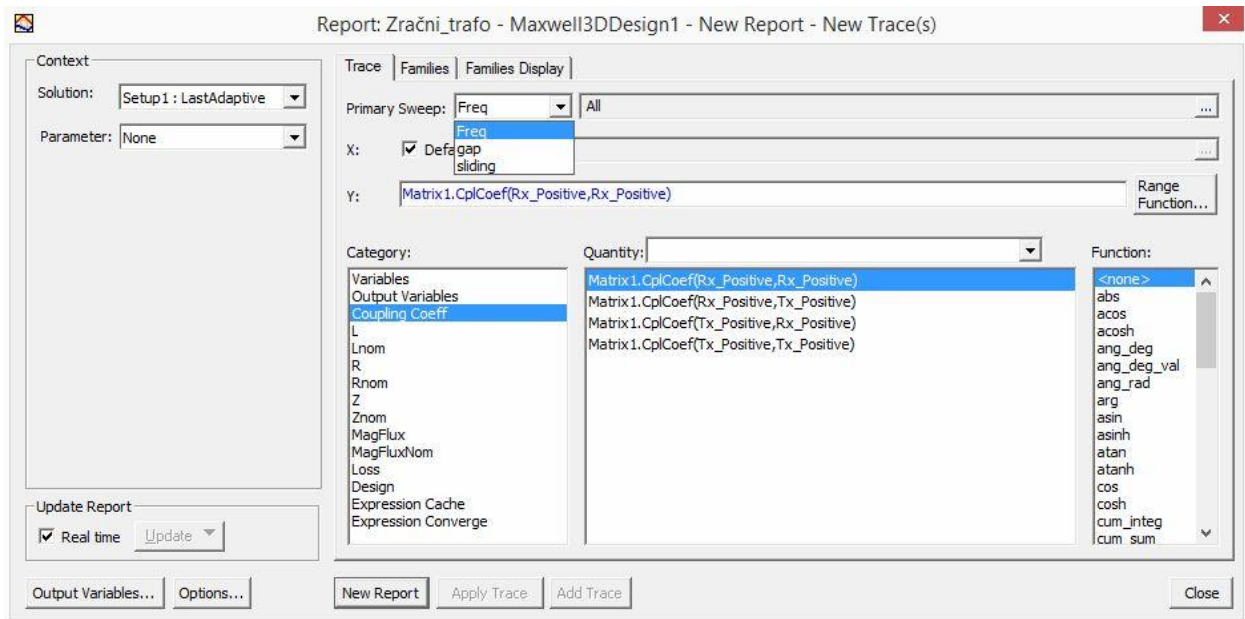 Report: Zračni_trafo - Maxwell3DDesign1 - New Report - New Trace(s)
Context
Solution: Setup1 : LastAdaptive
Parameter: None
Update Report
Real time Update
Output Variables... Options...
Trace Families Families Display
Primary Sweep: Freq All ...
Freq
gap
sliding
X: Defa ...
Y: Matrix1.CplCoef(Rx_Positive,Rx_Positive) Range Function...
Category:
Variables
Output Variables
Coupling Coeff
L
Lnom
R
Rnom
Z
Znom
MagFlux
MagFluxNom
Loss
Design
Expression Cache
Expression Converge
Quantity:
Matrix1.CplCoef(Rx_Positive,Rx_Positive)
Matrix1.CplCoef(Rx_Positive,Tx_Positive)
Matrix1.CplCoef(Tx_Positive,Rx_Positive)
Matrix1.CplCoef(Tx_Positive,Tx_Positive)
Function:
<none>
abs
acos
acosh
ang_deg
ang_deg_val
ang_rad
arg
asin
asinh
atan
atanh
cos
cosh
cum_integ
cum_sum
New Report Apply Trace Add Trace Close